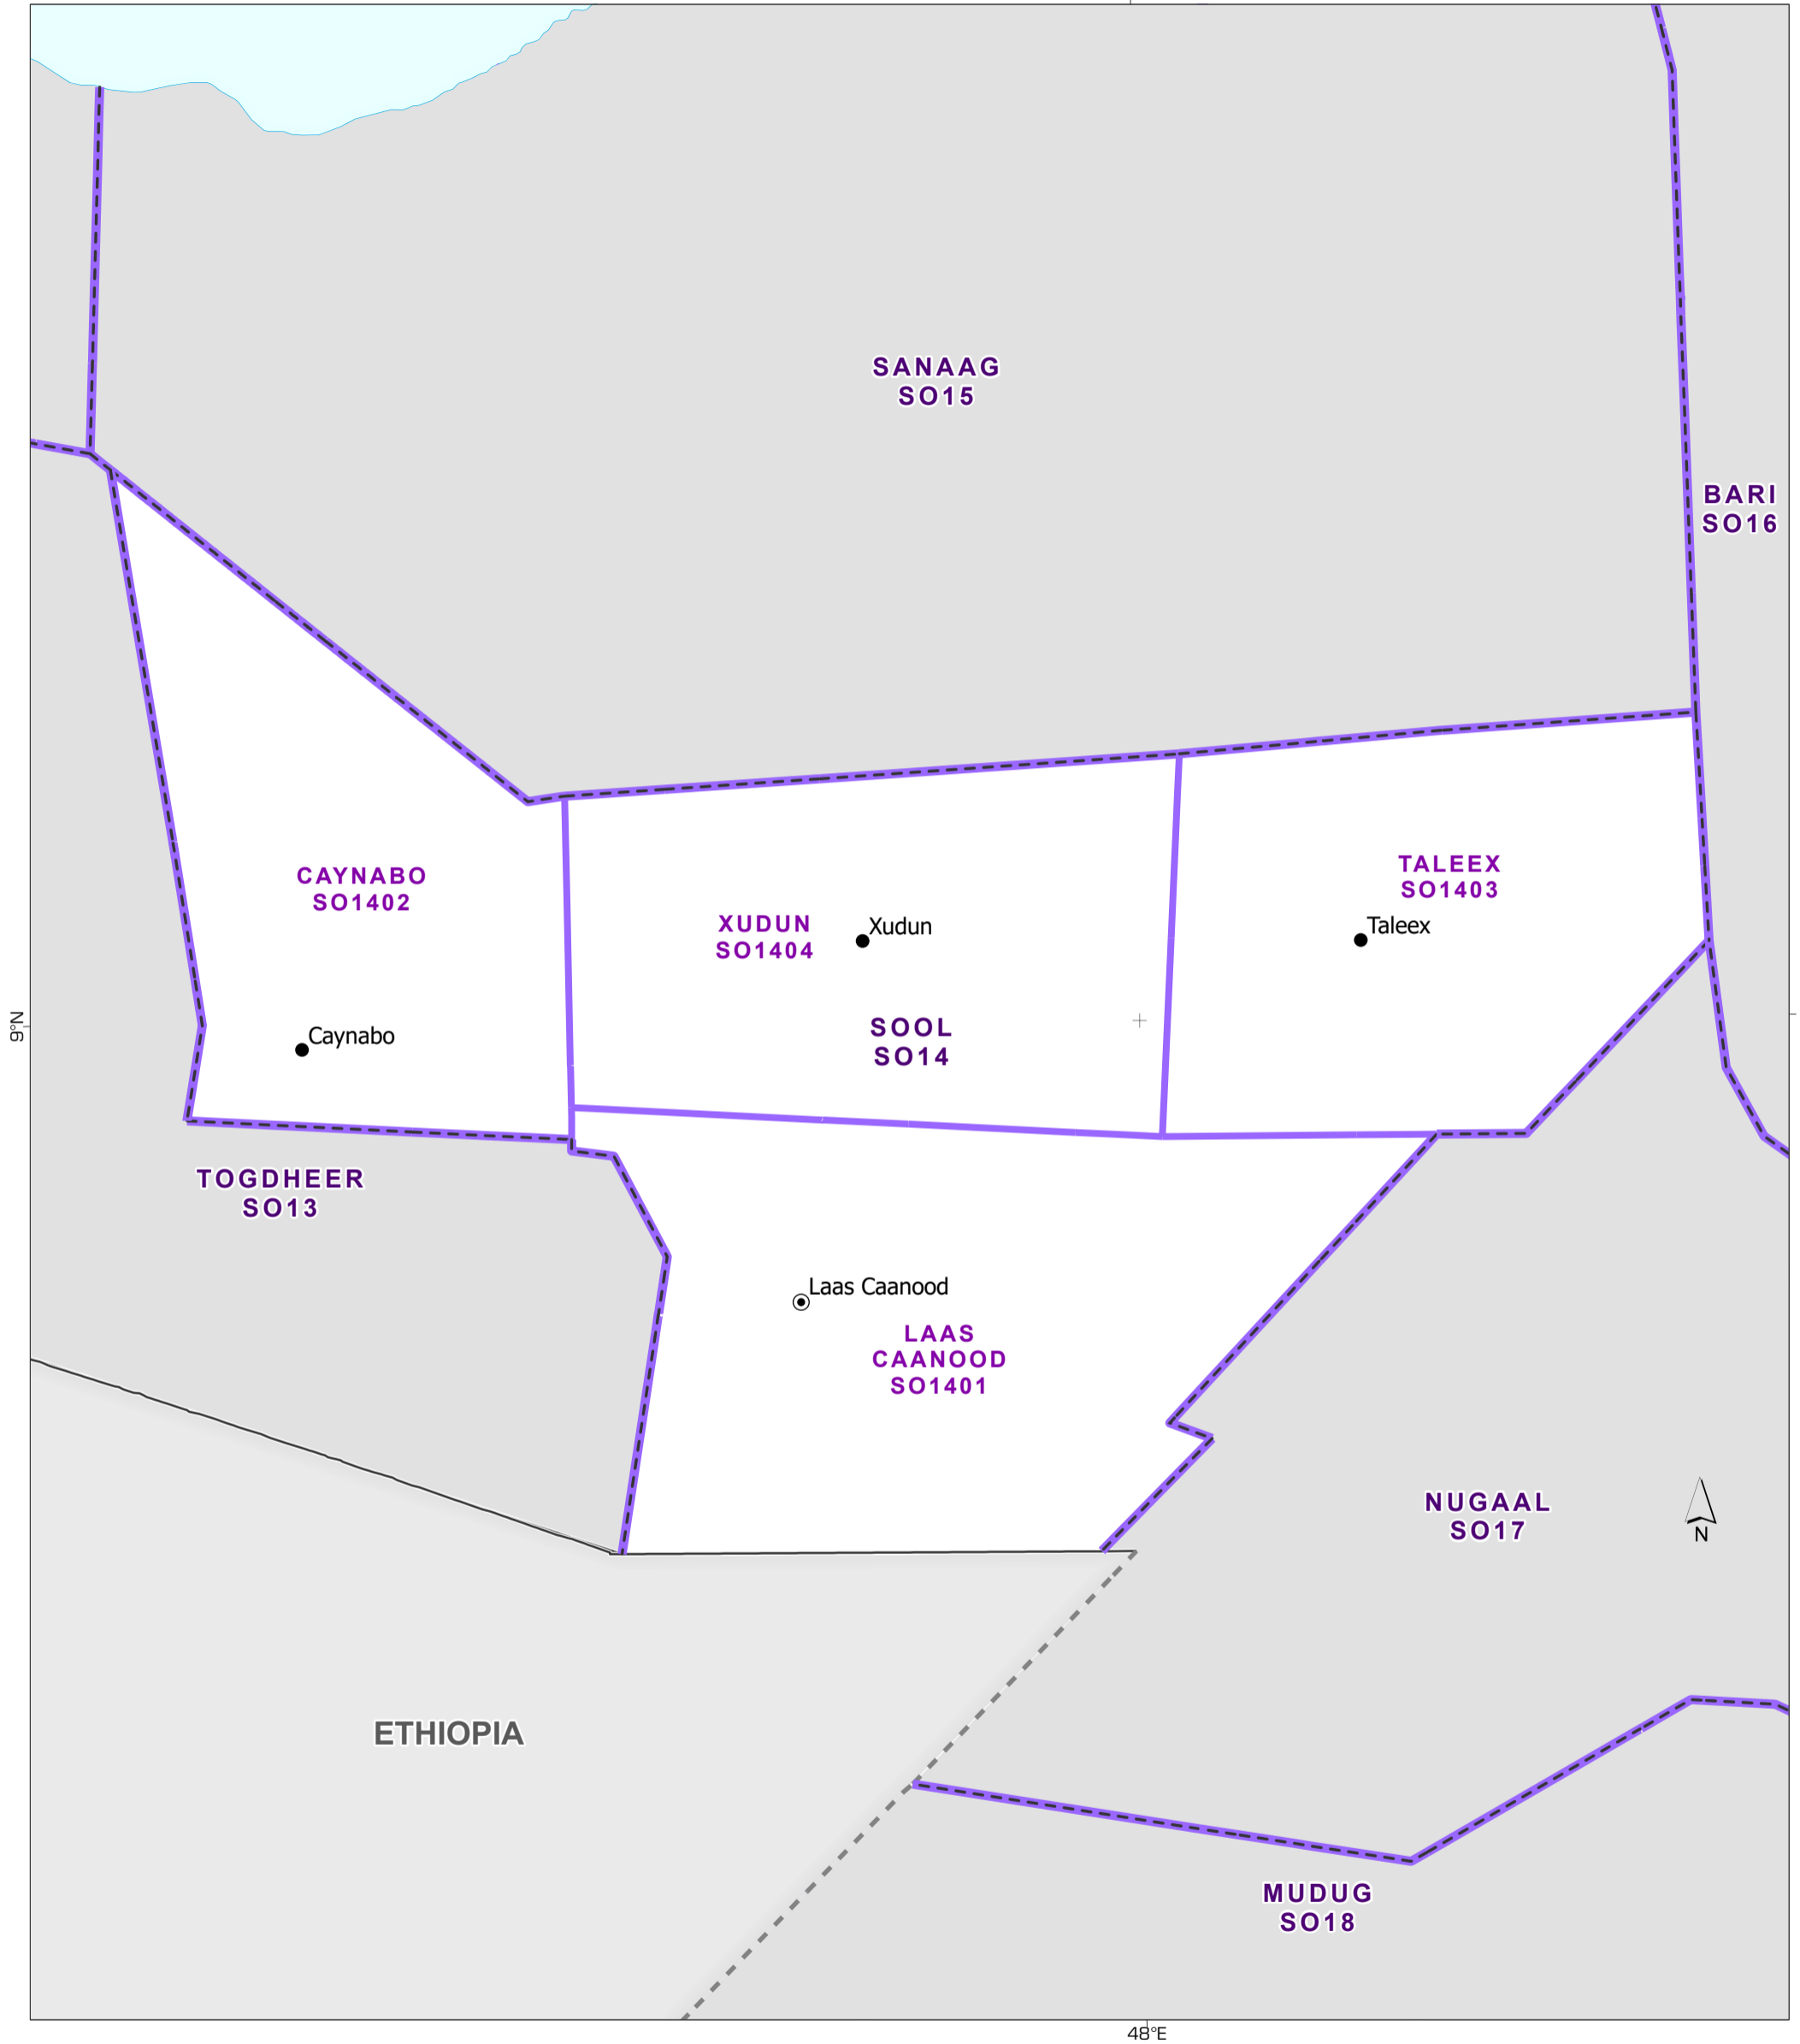 SANAAG
SO15
BARI
SO16
CAYNABO
SO1402
TALEEX
SO1403
XUDUN
SO1404
Xudun
Taleex
SOOL
SO14
9°N
Caynabo
TOGDHEER
SO13
Laas Caanood
LAAS
CAANOOD
SO1401
NUGAAL
SO17
N
ETHIOPIA
MUDUG
SO18
48°E